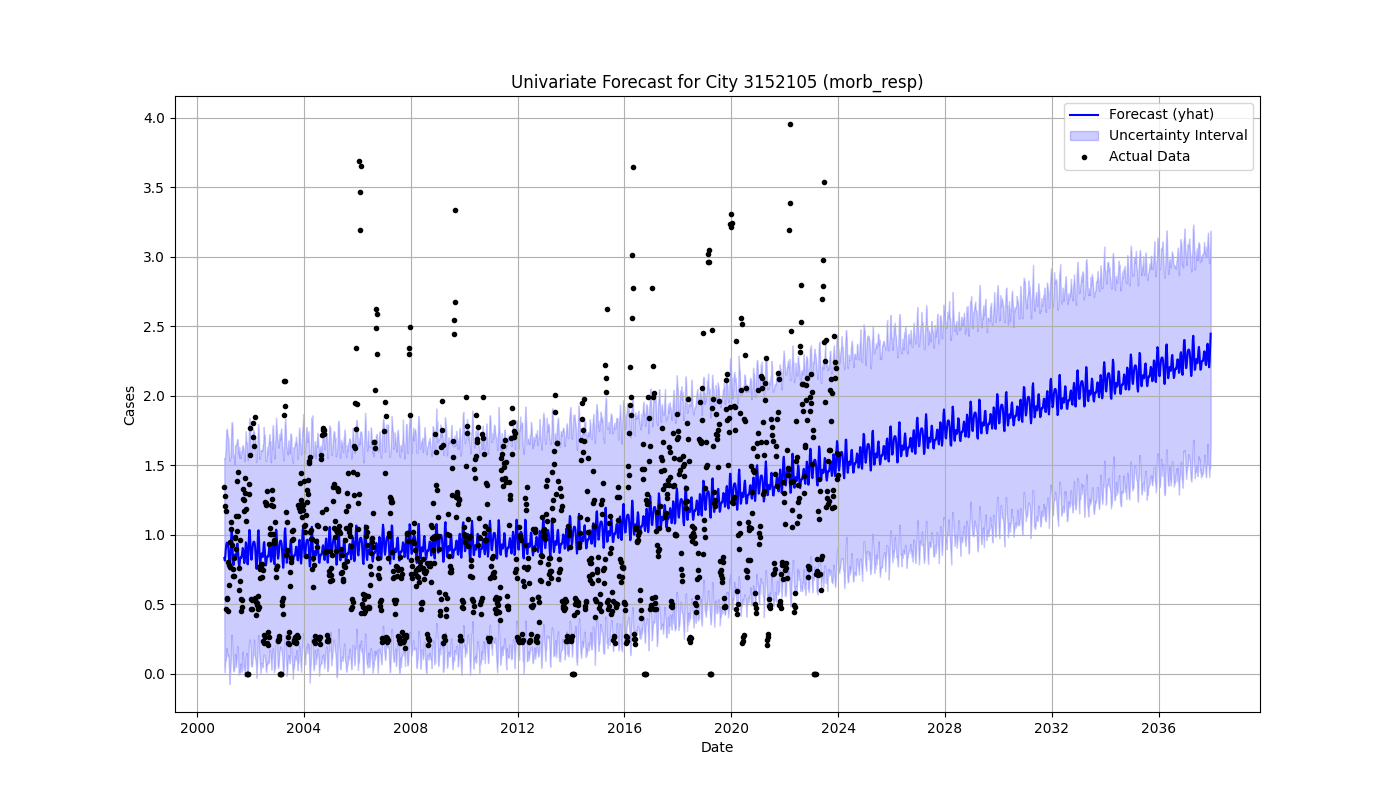 Univariate Forecast for City 3152105 (morb_resp)
Forecast (yhat)
Uncertainty Interval
Actual Data
Cases
4.0
3.5
3.0
2.5
2.0
1.5
1.0
0.5
0.0
2000 2004 2008 2012 2016 2020 2024 2028 2032 2036
Date